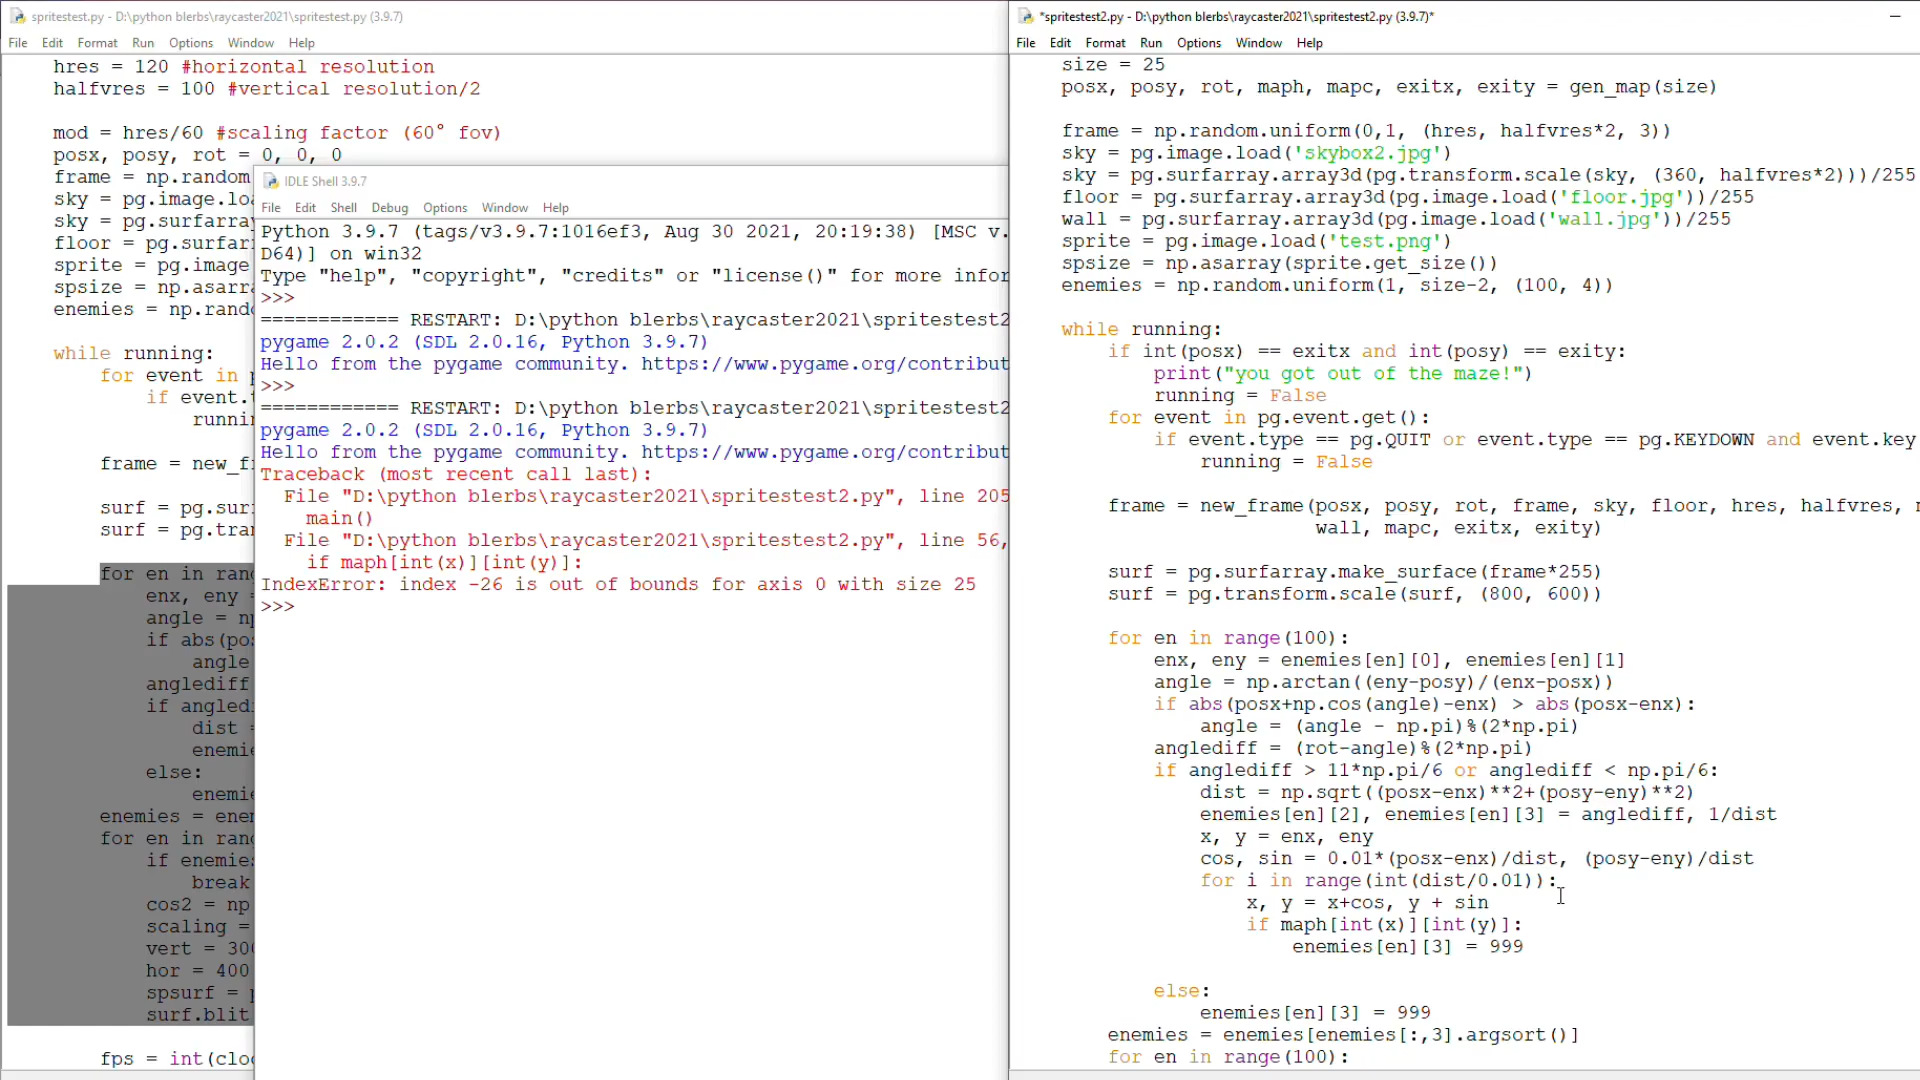 spritestest.py - D:\python blerbs\raycaster2021\spritestest.py (3.9.7)
File Edit Format Run Options Window Help
hres = 120 #horizontal resolution
halfvres = 100 #vertical resolution/2
mod = hres/60 #scaling factor (60° fov)
posx, posy, rot = 0, 0, 0
frame = np.random
sky = pg.image.loa
sky = pg.surfarray
floor = pg.surfar
sprite = pg.image
spsize = np.asarra
enemies = np.rand
while running:
for event in p
if event.t
runni
frame = new_f
surf = pg.sur
surf = pg.tra
for en in ran
enx, eny
angle = n
if abs(po
angle
anglediff
if angled
dist
enemi
else:
enemi
enemies = ene
for en in ran
if enemie
break
cos2 = np
scaling =
vert = 30
hor = 400
spsurf =
surf.blit
fps = int(clo
IDLE Shell 3.9.7
File Edit Shell Debug Options Window Help
Python 3.9.7 (tags/v3.9.7:1016ef3, Aug 30 2021, 20:19:38) [MSC v.
D64)] on win32
Type "help", "copyright", "credits" or "license()" for more infor
>>>
============ RESTART: D:\python blerbs\raycaster2021\spritestest2
pygame 2.0.2 (SDL 2.0.16, Python 3.9.7)
Hello from the pygame community. https://www.pygame.org/contribut
>>>
============ RESTART: D:\python blerbs\raycaster2021\spritestest2
pygame 2.0.2 (SDL 2.0.16, Python 3.9.7)
Hello from the pygame community. https://www.pygame.org/contribut
Traceback (most recent call last):
File "D:\python blerbs\raycaster2021\spritestest2.py", line 205
main()
File "D:\python blerbs\raycaster2021\spritestest2.py", line 56,
if maph[int(x)][int(y)]:
IndexError: index -26 is out of bounds for axis 0 with size 25
>>>
*spritestest2.py - D:\python blerbs\raycaster2021\spritestest2.py (3.9.7)*
File Edit Format Run Options Window Help
size = 25
posx, posy, rot, maph, mapc, exitx, exity = gen_map(size)
frame = np.random.uniform(0,1, (hres, halfvres*2, 3))
sky = pg.image.load('skybox2.jpg')
sky = pg.surfarray.array3d(pg.transform.scale(sky, (360, halfvres*2)))/255
floor = pg.surfarray.array3d(pg.image.load('floor.jpg'))/255
wall = pg.surfarray.array3d(pg.image.load('wall.jpg'))/255
sprite = pg.image.load('test.png')
spsize = np.asarray(sprite.get_size())
enemies = np.random.uniform(1, size-2, (100, 4))
while running:
if int(posx) == exitx and int(posy) == exity:
print("you got out of the maze!")
running = False
for event in pg.event.get():
if event.type == pg.QUIT or event.type == pg.KEYDOWN and event.key
running = False
frame = new_frame(posx, posy, rot, frame, sky, floor, hres, halfvres,
wall, mapc, exitx, exity)
surf = pg.surfarray.make_surface(frame*255)
surf = pg.transform.scale(surf, (800, 600))
for en in range(100):
enx, eny = enemies[en][0], enemies[en][1]
angle = np.arctan((eny-posy)/(enx-posx))
if abs(posx+np.cos(angle)-enx) > abs(posx-enx):
angle = (angle - np.pi)%(2*np.pi)
anglediff = (rot-angle)%(2*np.pi)
if anglediff > 11*np.pi/6 or anglediff < np.pi/6:
dist = np.sqrt((posx-enx)**2+(posy-eny)**2)
enemies[en][2], enemies[en][3] = anglediff, 1/dist
x, y = enx, eny
cos, sin = 0.01*(posx-enx)/dist, (posy-eny)/dist
for i in range(int(dist/0.01)):
x, y = x+cos, y + sin
if maph[int(x)][int(y)]:
enemies[en][3] = 999
else:
enemies[en][3] = 999
enemies = enemies[enemies[:,3].argsort()]
for en in range(100):